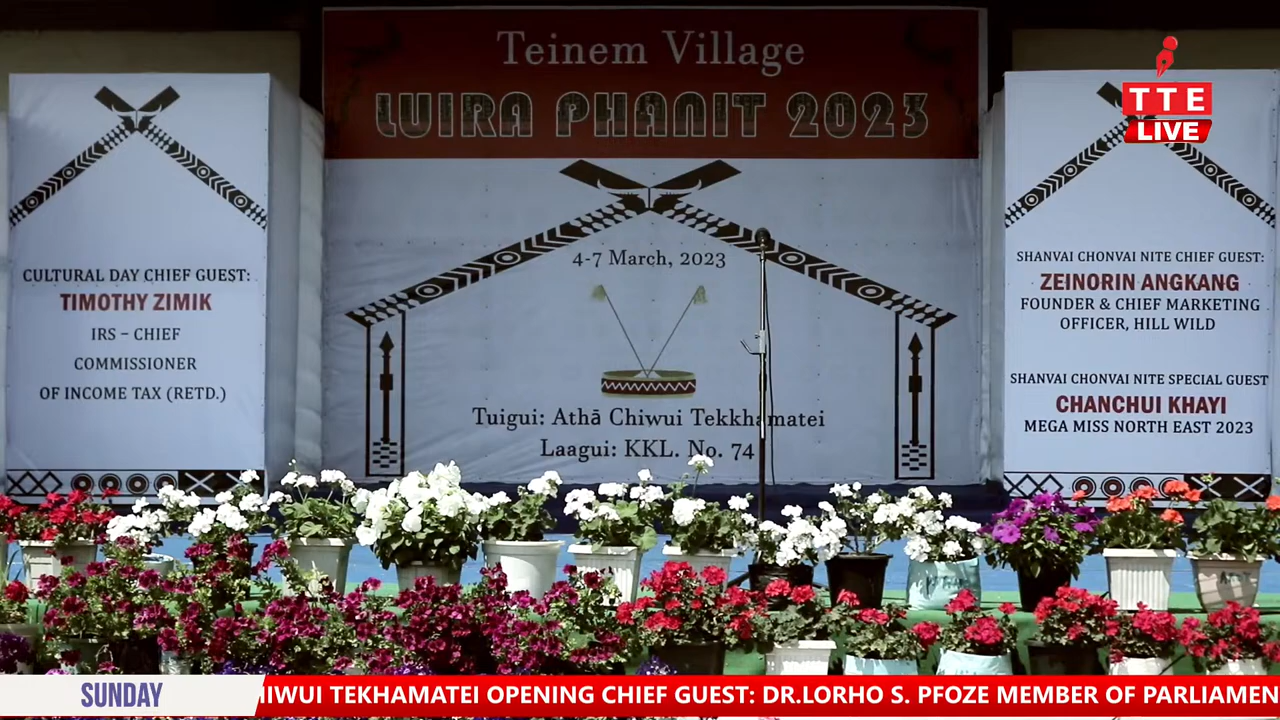 Teinem Village
LUIRA PHANIT 2023
TTE
LIVE
4-7 March, 2023
Tuigui: Athā Chiwui Tekkhamatei
Laagui: KKL. No. 74
CULTURAL DAY CHIEF GUEST:
TIMOTHY ZIMIK
IRS – CHIEF
COMMISSIONER
OF INCOME TAX (RETD.)
SHANVAI CHONVAI NITE CHIEF GUEST:
ZEINORIN ANGKANG
FOUNDER & CHIEF MARKETING
OFFICER, HILL WILD
SHANVAI CHONVAI NITE SPECIAL GUEST
CHANCHUI KHAYI
MEGA MISS NORTH EAST 2023
SUNDAY
HIWUI TEKHAMATEI OPENING CHIEF GUEST: DR.LORHO S. PFOZE MEMBER OF PARLIAMEN